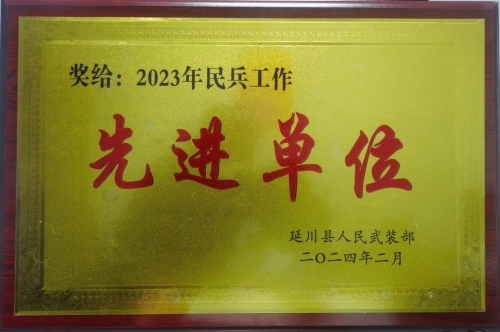 奖给：2023年民兵工作
先进单位
延川县人民武装部
二〇二四年二月